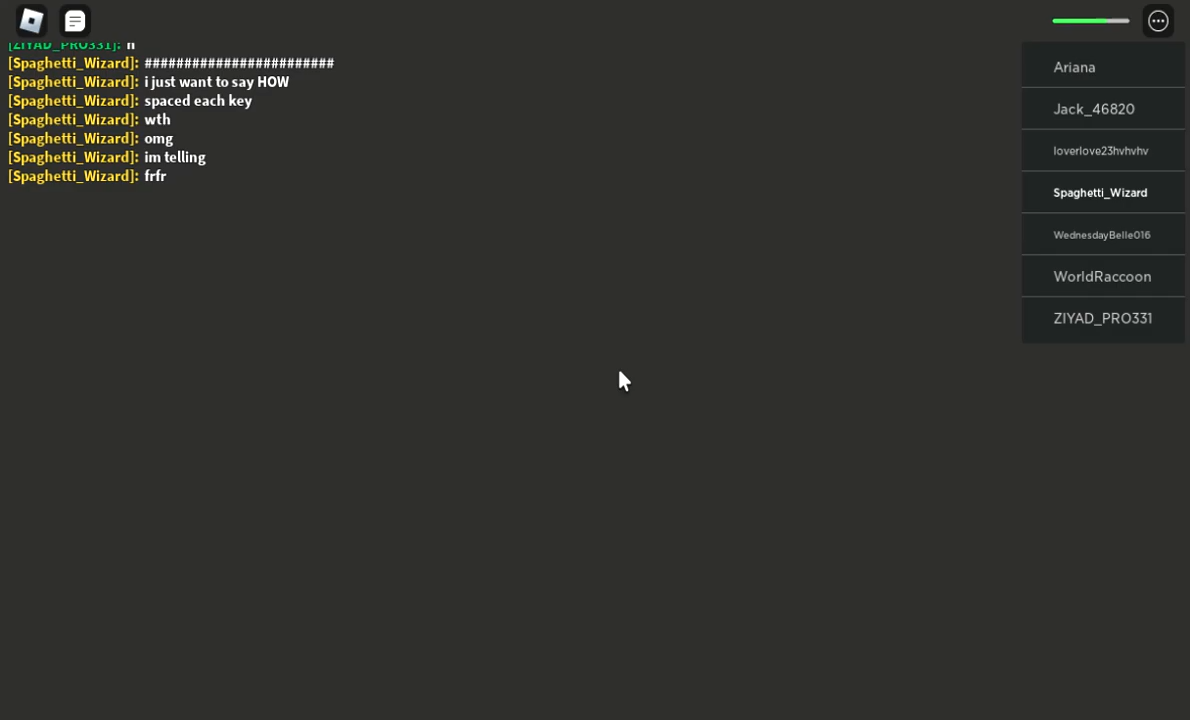 [ZIYAD_PRO331]: n
[Spaghetti_Wizard]: ########################
[Spaghetti_Wizard]: i just want to say HOW
[Spaghetti_Wizard]: spaced each key
[Spaghetti_Wizard]: wth
[Spaghetti_Wizard]: omg
[Spaghetti_Wizard]: im telling
[Spaghetti_Wizard]: frfr
Ariana
Jack_46820
loverlove23hvhvhv
Spaghetti_Wizard
WednesdayBelle016
WorldRaccoon
ZIYAD_PRO331